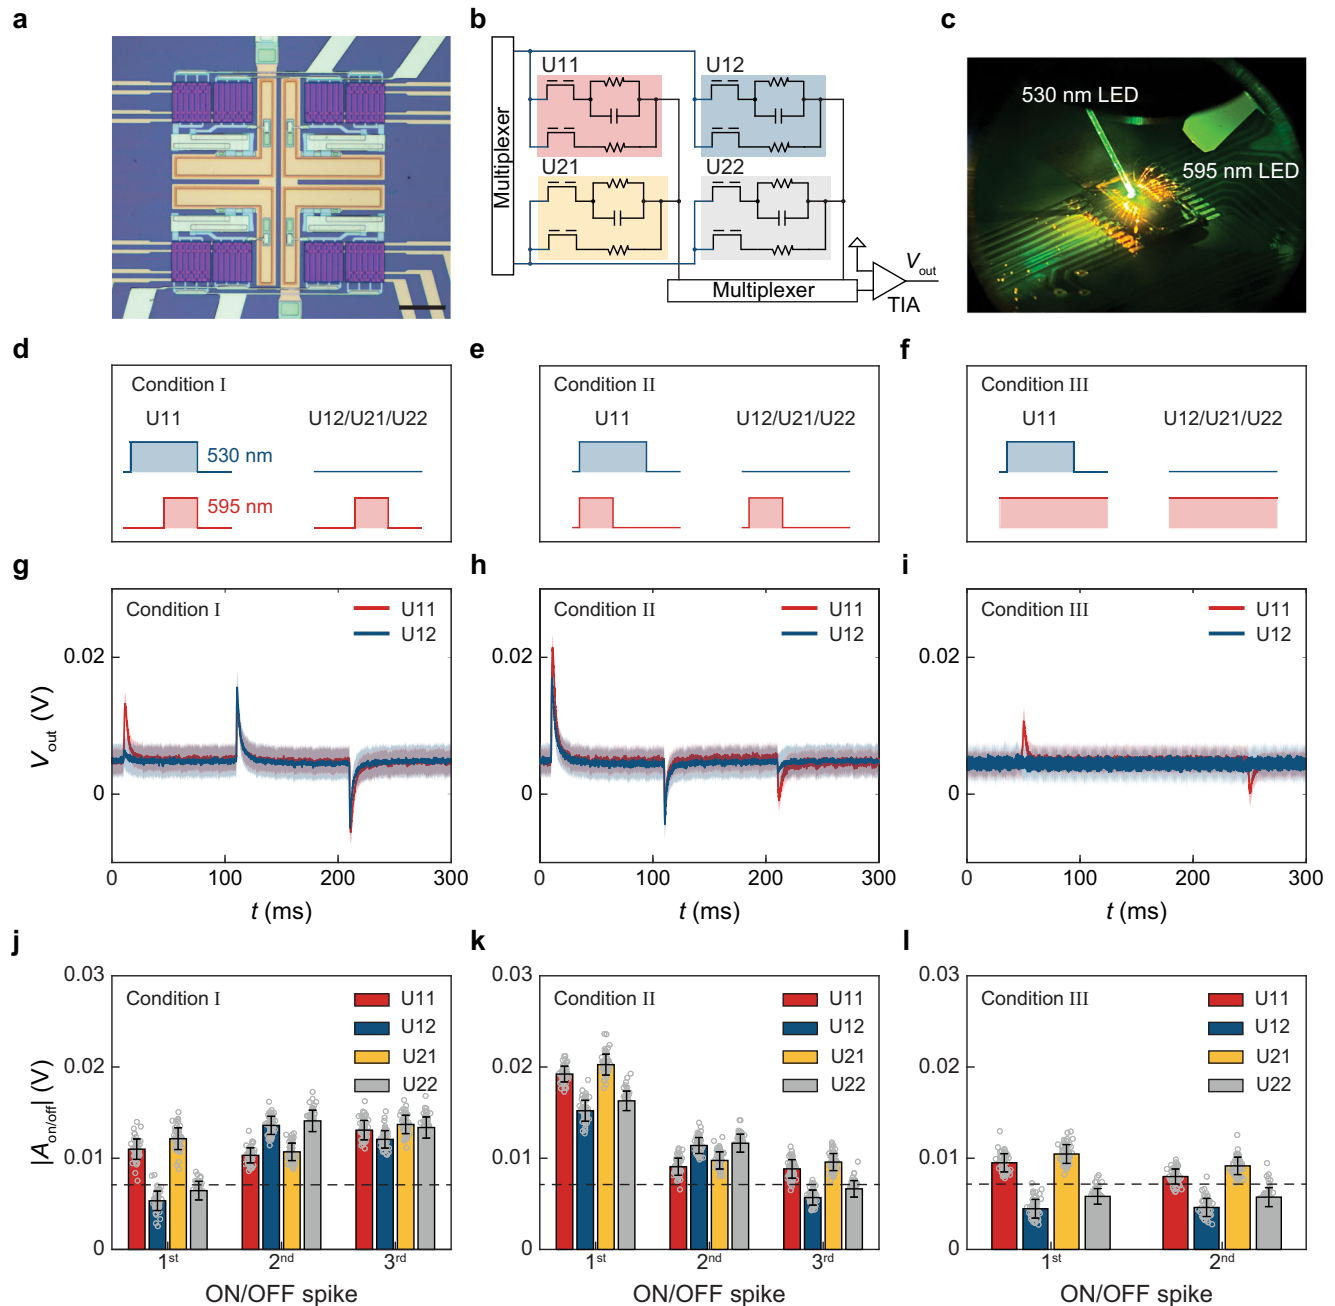 a
b
c
U11
U12
U21
U22
Multiplexer
Multiplexer
Vout
TIA
530 nm LED
595 nm LED
d
e
f
Condition I
U11
U12/U21/U22
530 nm
595 nm
Condition II
U11
U12/U21/U22
Condition III
U11
U12/U21/U22
g
h
i
Condition I
U11
U12
Condition II
U11
U12
Condition III
U11
U12
Vout (V)
0.02
0
0.02
0
0.02
0
0 100 200 300
0 100 200 300
0 100 200 300
t (ms)
t (ms)
t (ms)
j
k
l
Condition I
U11
U12
U21
U22
Condition II
U11
U12
U21
U22
Condition III
U11
U12
U21
U22
|Aon/off| (V)
0.03
0.02
0.01
0
0.03
0.02
0.01
0
0.03
0.02
0.01
0
1st 2nd 3rd
1st 2nd 3rd
1st 2nd
ON/OFF spike
ON/OFF spike
ON/OFF spike